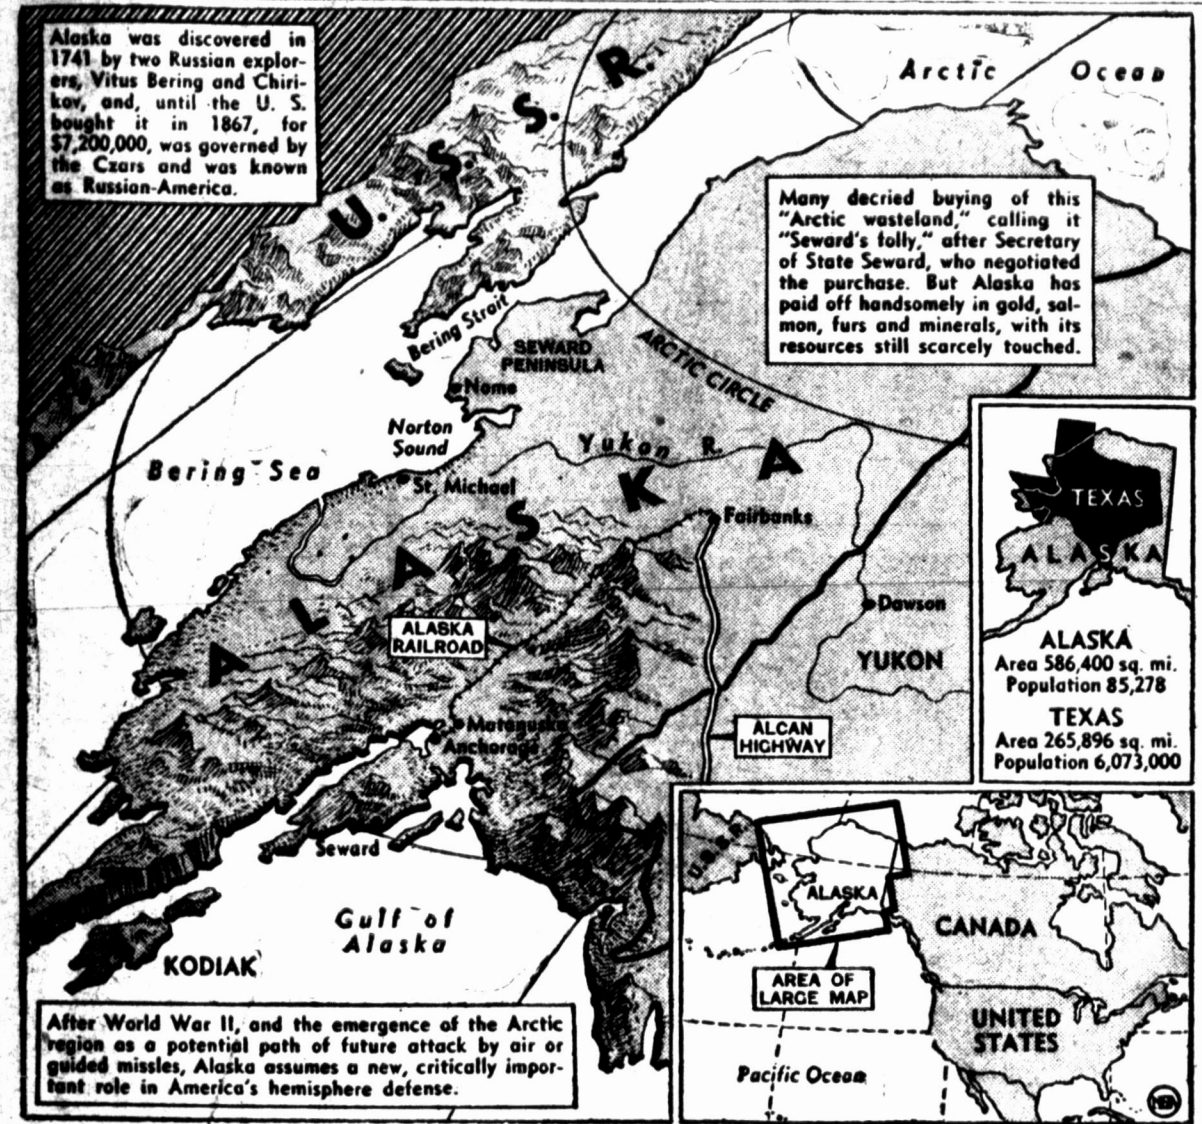 Alaska was discovered in
1741 by two Russian explor-
ers, Vitus Bering and Chiri-
kov, and, until the U. S.
bought it in 1867, for
$7,200,000, was governed by
the Czars and was known
as Russian-America.
U. S. S. R.
Arctic Ocean
Many decried buying of this
"Arctic wasteland," calling it
"Seward's folly," after Secretary
of State Seward, who negotiated
the purchase. But Alaska has
paid off handsomely in gold, sal-
mon, furs and minerals, with its
resources still scarcely touched.
Bering Strait
SEWARD
PENINSULA
ARCTIC CIRCLE
Nome
Norton
Sound
Yukon R.
Bering Sea
St. Michael
Fairbanks
ALASKA
ALASKA
RAILROAD
Dawson
YUKON
Matanuska
Anchorage
ALCAN
HIGHWAY
Seward
Gulf of
Alaska
KODIAK
TEXAS
ALASKA
ALASKA
Area 586,400 sq. mi.
Population 85,278
TEXAS
Area 265,896 sq. mi.
Population 6,073,000
U.S.S.R.
ALASKA
CANADA
AREA OF
LARGE MAP
UNITED
STATES
Pacific Ocean
NEA
After World War II, and the emergence of the Arctic
region as a potential path of future attack by air or
guided missles, Alaska assumes a new, critically impor-
tant role in America's hemisphere defense.